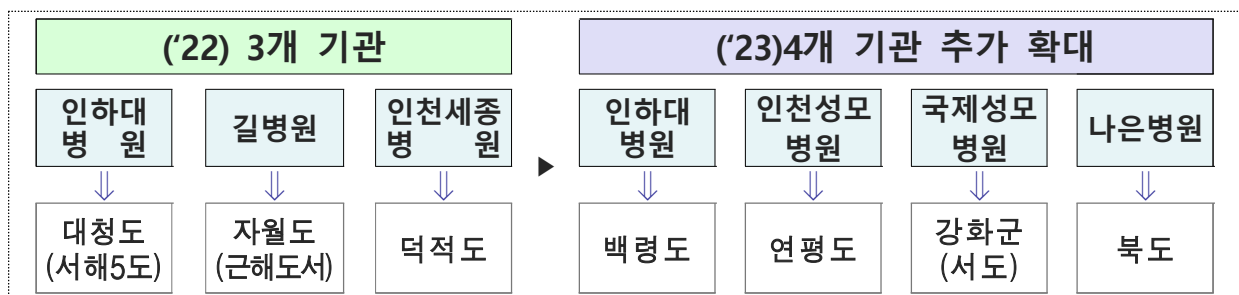 (‘22) 3개 기관
(‘23)4개 기관 추가 확대
인하대
병 원
길병원
인천세종
병 원
▶
인하대
병원
인천성모
병원
국제성모
병원
나은병원
⇓ ⇓ ⇓ ⇓ ⇓ ⇓ ⇓
대청도
(서해5도)
자월도
(근해도서)
덕적도
백령도
연평도
강화군
(서도)
북도